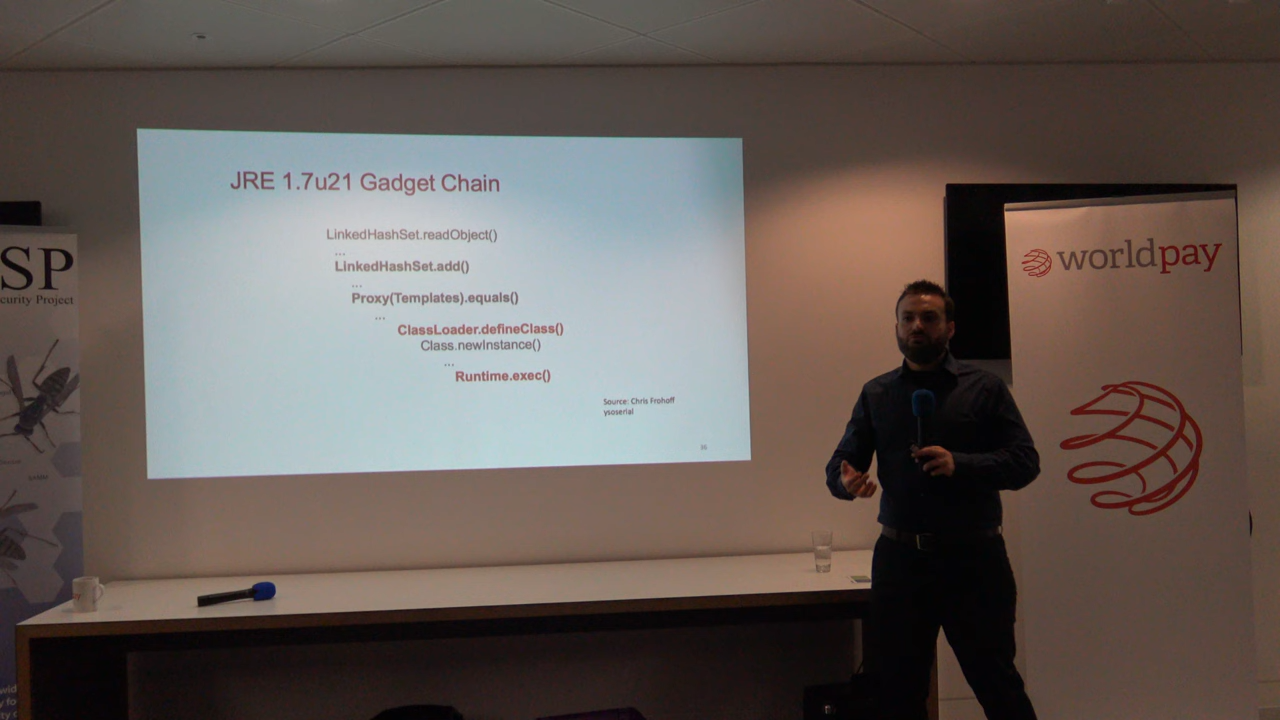 JRE 1.7u21 Gadget Chain
LinkedHashSet.readObject()
...
LinkedHashSet.add()
...
Proxy(Templates).equals()
...
ClassLoader.defineClass()
Class.newInstance()
...
Runtime.exec()
Source: Chris Frohoff
ysoserial
SP
curity Project
worldpay